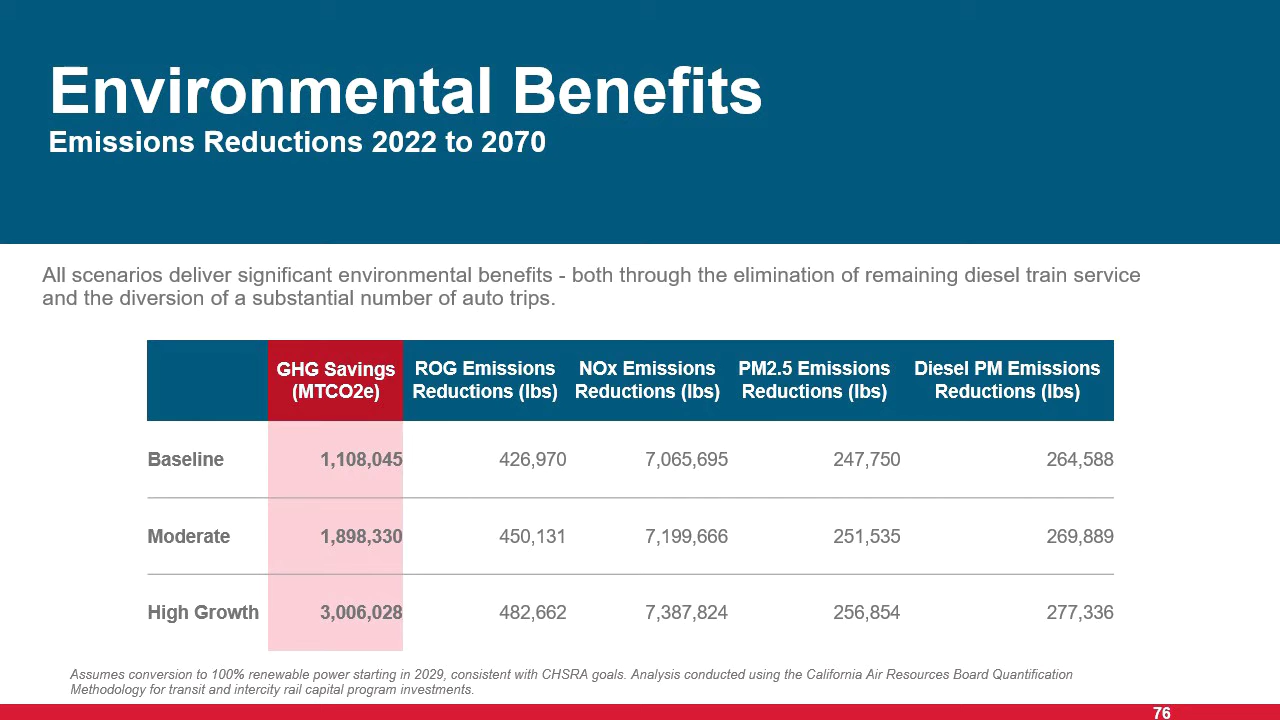 Environmental Benefits
Emissions Reductions 2022 to 2070
All scenarios deliver significant environmental benefits - both through the elimination of remaining diesel train service
and the diversion of a substantial number of auto trips.
GHG Savings ROG Emissions NOx Emissions PM2.5 Emissions Diesel PM Emissions
(MTCO2e) Reductions (lbs) Reductions (lbs) Reductions (lbs) Reductions (lbs)
Baseline 1,108,045 426,970 7,065,695 247,750 264,588
Moderate 1,898,330 450,131 7,199,666 251,535 269,889
High Growth 3,006,028 482,662 7,387,824 256,854 277,336
Assumes conversion to 100% renewable power starting in 2029, consistent with CHSRA goals. Analysis conducted using the California Air Resources Board Quantification
Methodology for transit and intercity rail capital program investments.
76